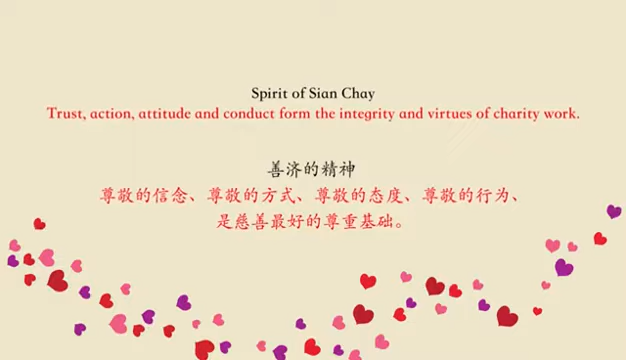 Spirit of Sian Chay
Trust, action, attitude and conduct form the integrity and virtues of charity work.
善济的精神
尊敬的信念、尊敬的方式、尊敬的态度、尊敬的行为、
是慈善最好的尊重基础。